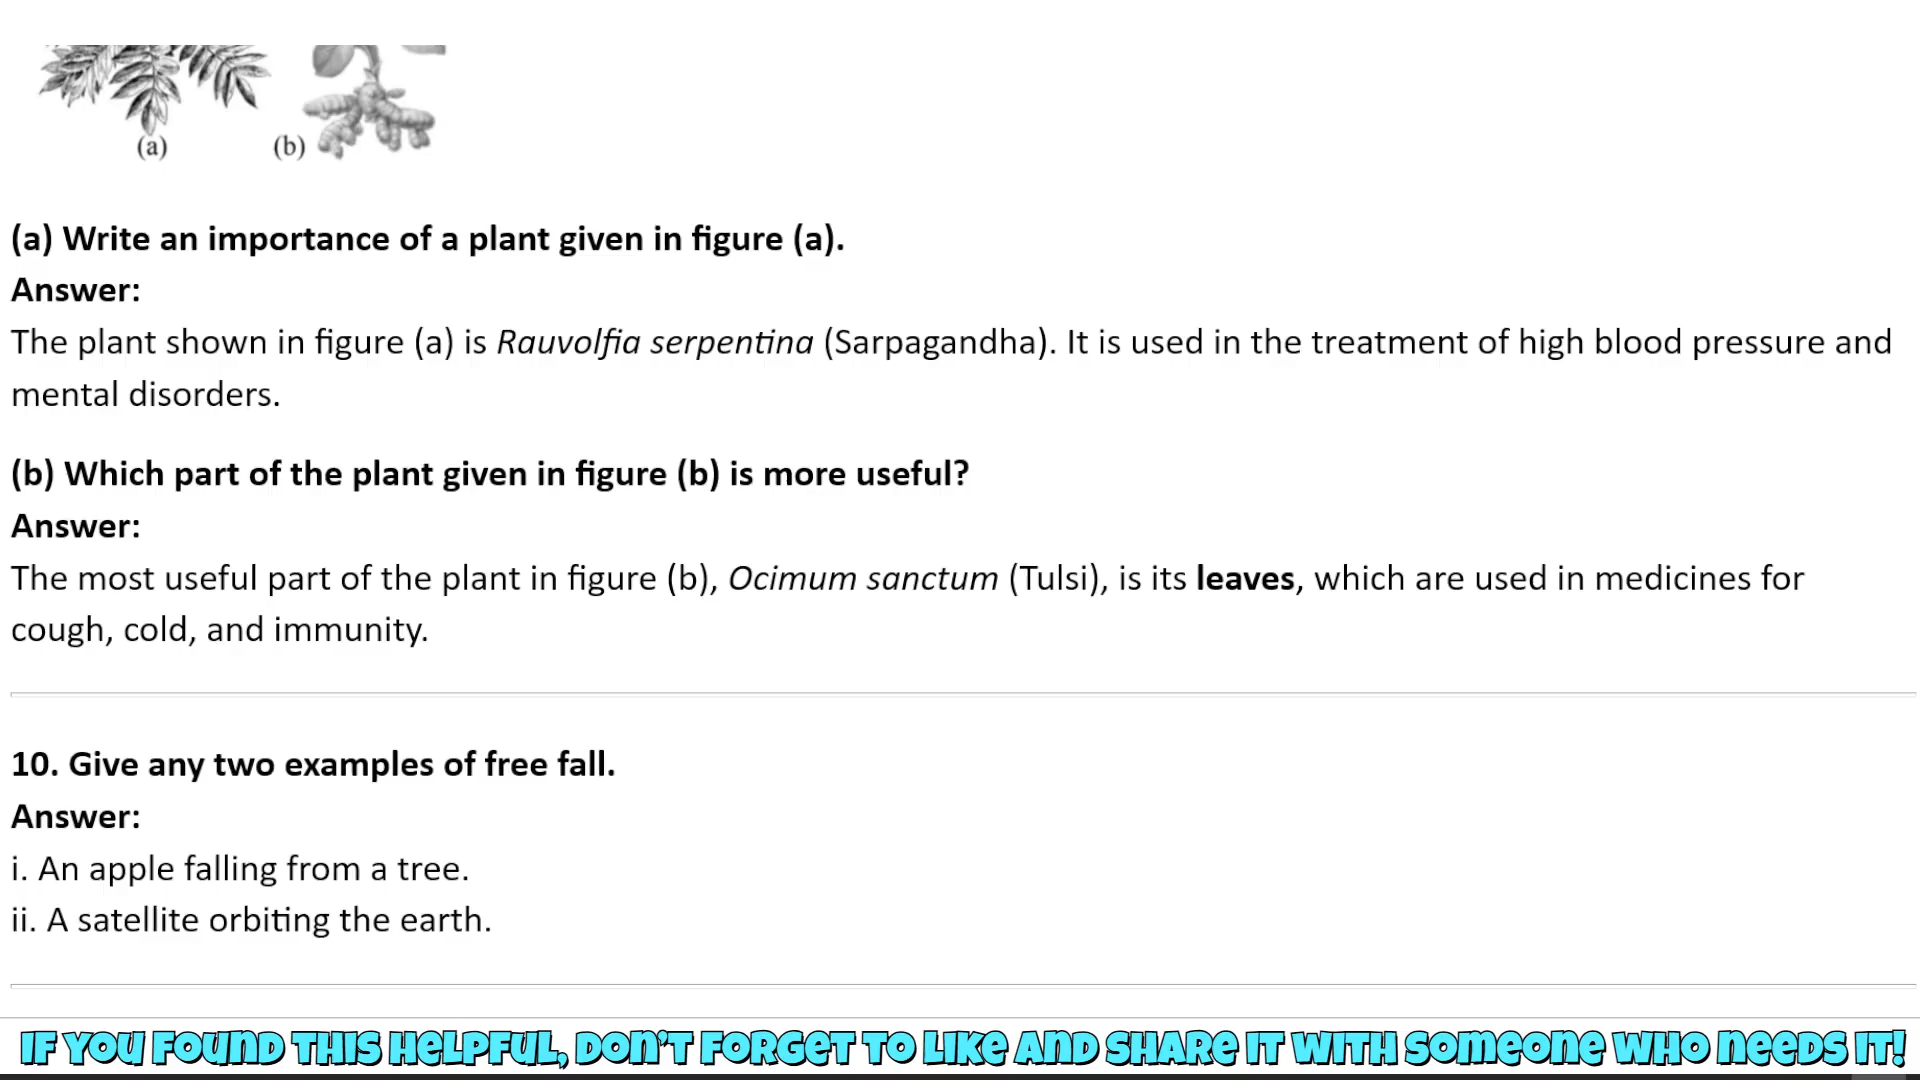 (a)
(b)
(a) Write an importance of a plant given in figure (a).
Answer:
The plant shown in figure (a) is Rauvolfia serpentina (Sarpagandha). It is used in the treatment of high blood pressure and
mental disorders.
(b) Which part of the plant given in figure (b) is more useful?
Answer:
The most useful part of the plant in figure (b), Ocimum sanctum (Tulsi), is its leaves, which are used in medicines for
cough, cold, and immunity.
10. Give any two examples of free fall.
Answer:
i. An apple falling from a tree.
ii. A satellite orbiting the earth.
IF YOU FOUND THIS HELPFUL, DON'T FORGET TO LIKE AND SHARE IT WITH SOMEONE WHO NEEDS IT!